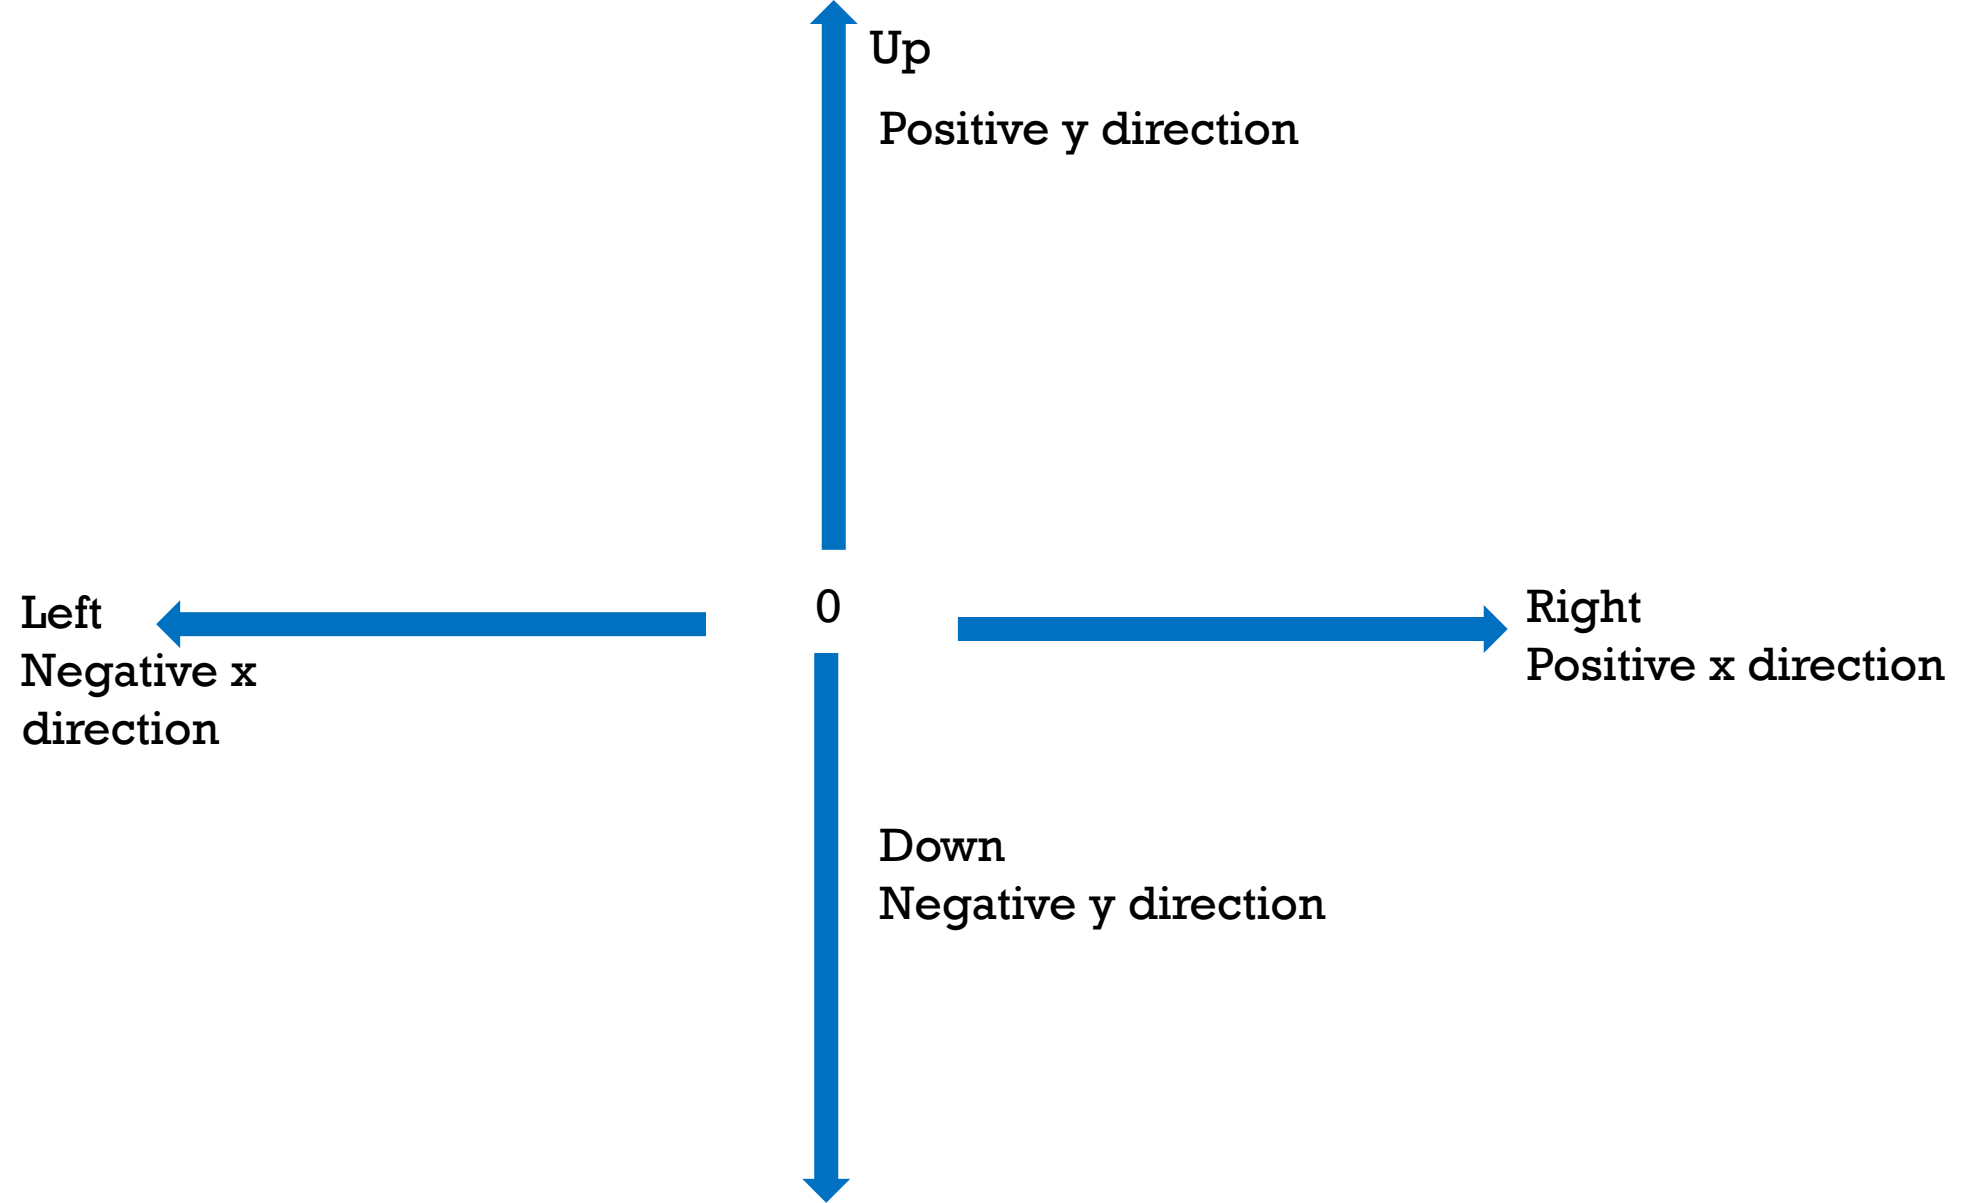 Up
Positive y direction
Left
Negative x
direction
0
Right
Positive x direction
Down
Negative y direction